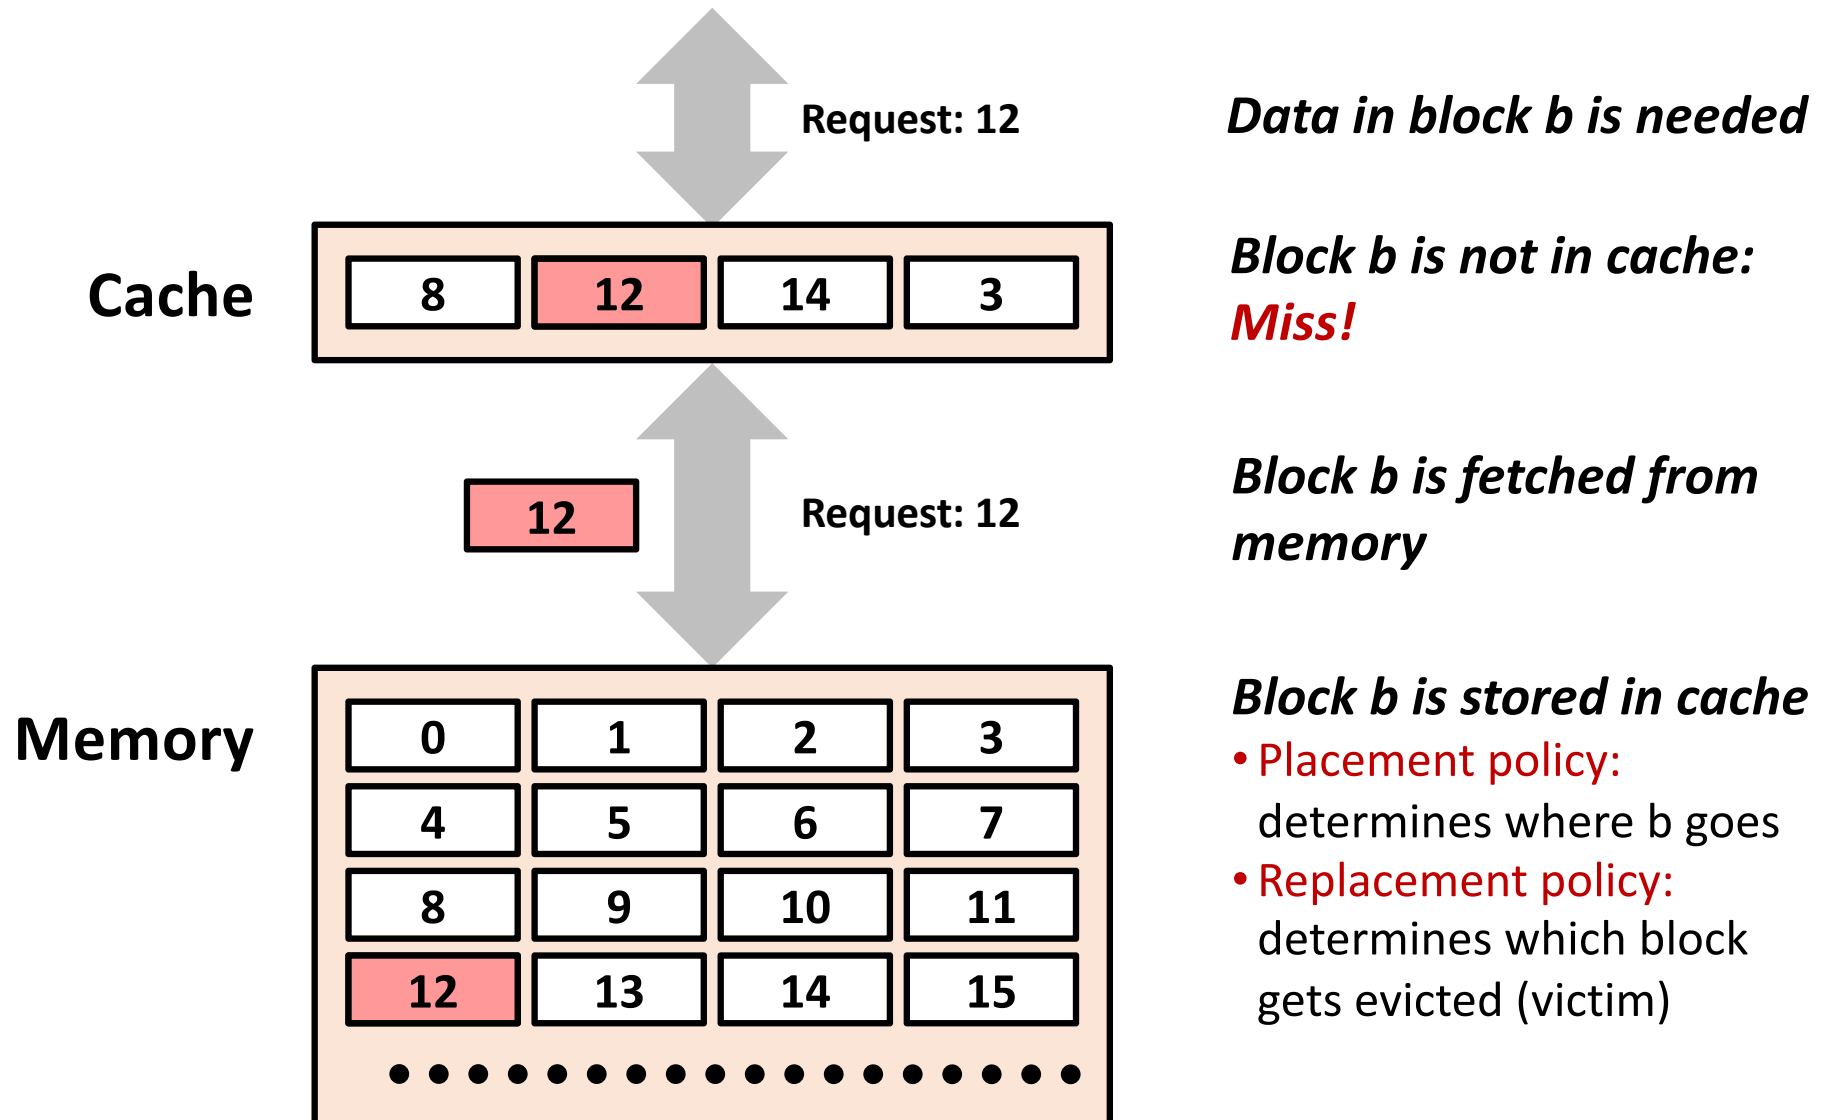 Request: 12
Data in block b is needed
Cache
8 12 14 3
Block b is not in cache:
Miss!
12
Request: 12
Block b is fetched from
memory
Memory
0 1 2 3
4 5 6 7
8 9 10 11
12 13 14 15
Block b is stored in cache
• Placement policy:
determines where b goes
• Replacement policy:
determines which block
gets evicted (victim)